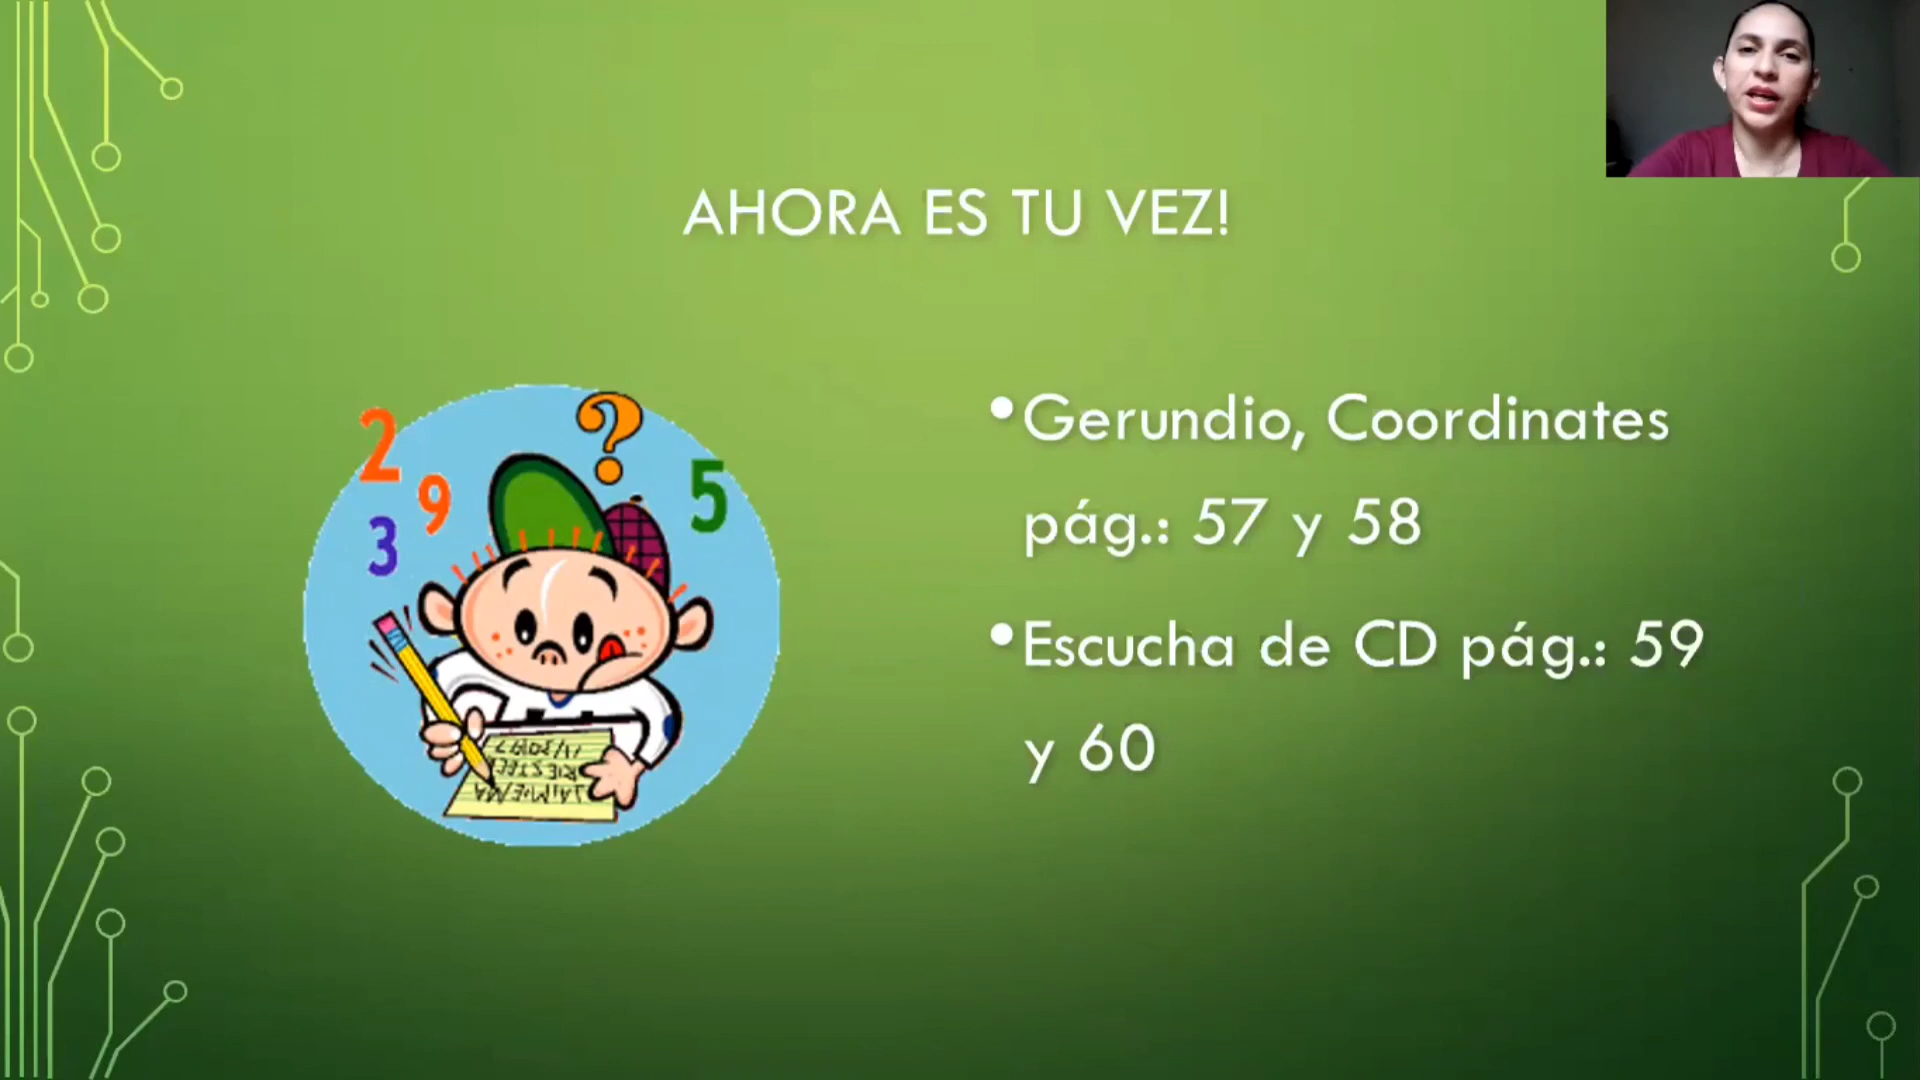 AHORA ES TU VEZ!
2
9
3
?
5
•Gerundio, Coordinates
pág.: 57 y 58
•Escucha de CD pág.: 59
y 60